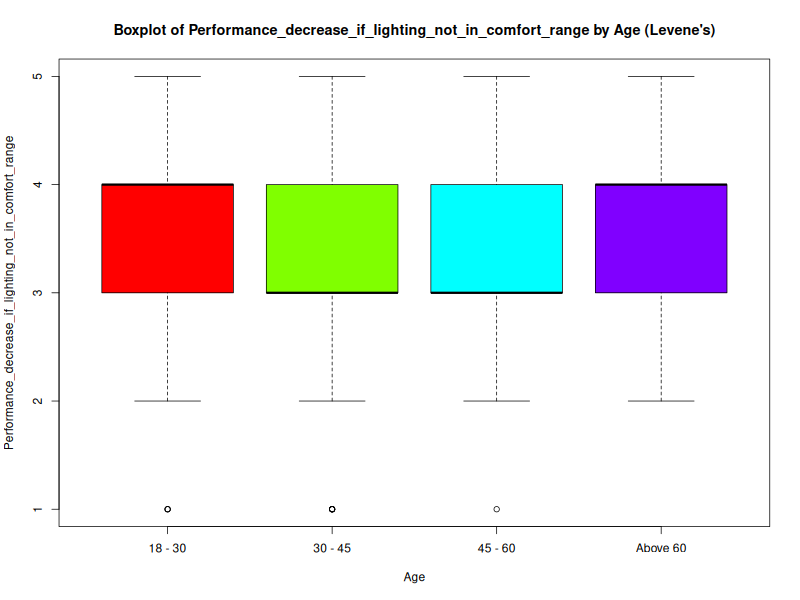 Boxplot of Performance_decrease_if_lighting_not_in_comfort_range by Age (Levene's)
Performance_decrease_if_lighting_not_in_comfort_range
5
4
3
2
1
18 - 30
30 - 45
45 - 60
Above 60
Age